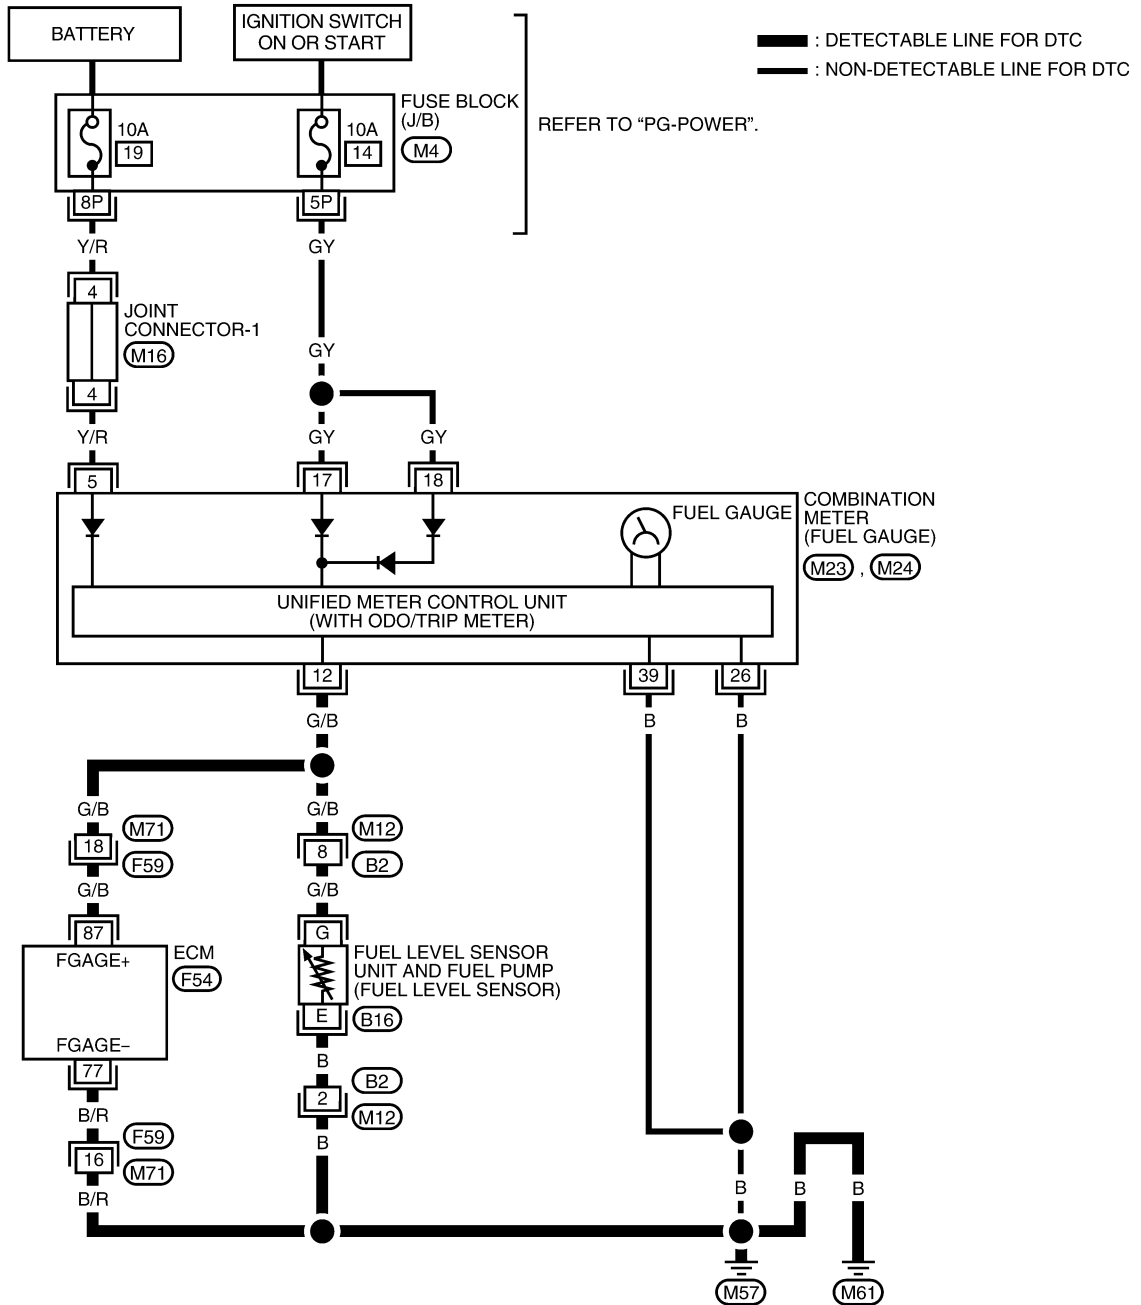 BATTERY
IGNITION SWITCH
ON OR START
: DETECTABLE LINE FOR DTC
: NON-DETECTABLE LINE FOR DTC
FUSE BLOCK
(J/B)
M4
REFER TO “PG-POWER”.
10A
19
10A
14
8P
5P
Y/R
GY
4
JOINT
CONNECTOR-1
M16
4
GY
Y/R
GY
GY
5
17
18
FUEL GAUGE
COMBINATION
METER
(FUEL GAUGE)
M23 , M24
UNIFIED METER CONTROL UNIT
(WITH ODO/TRIP METER)
12
39
26
G/B
B
B
G/B
G/B
M71
M12
18
8
F59
B2
G/B
G/B
87
G
FGAGE+
ECM
F54
FUEL LEVEL SENSOR
UNIT AND FUEL PUMP
(FUEL LEVEL SENSOR)
E
B16
FGAGE–
77
B
B2
2
M12
B/R
B
F59
16
M71
B/R
B
B
B
M57
M61